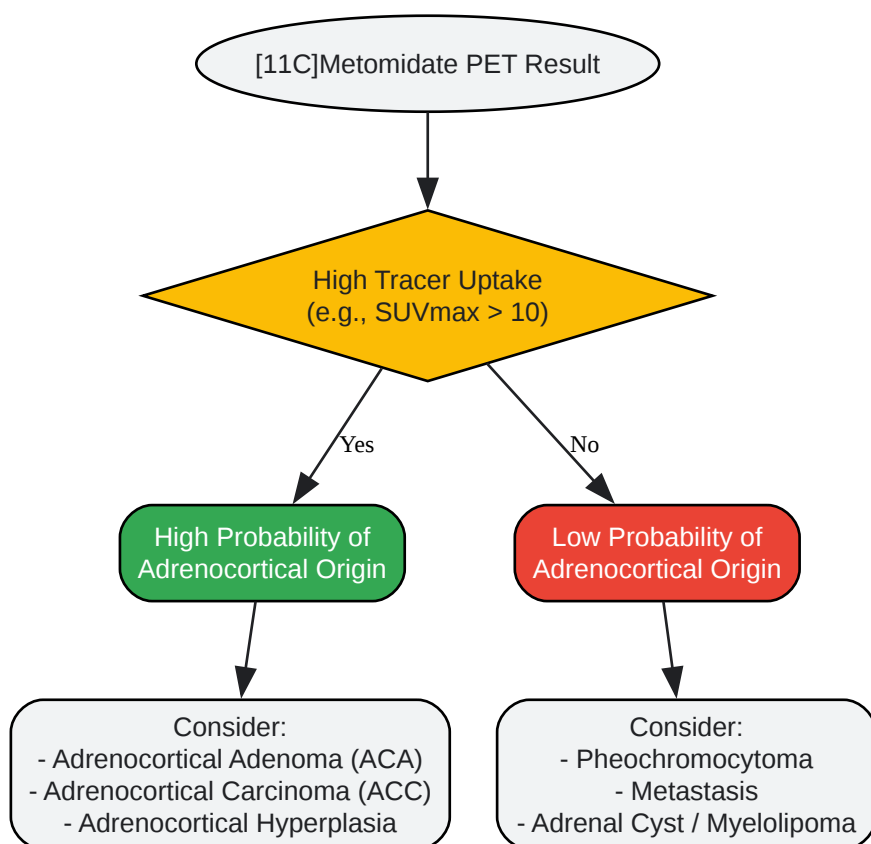 [11C]Metomidate PET Result
High Tracer Uptake
(e.g., SUVmax > 10)
Yes
No
High Probability of
Adrenocortical Origin
Low Probability of
Adrenocortical Origin
Consider:
- Adrenocortical Adenoma (ACA)
- Adrenocortical Carcinoma (ACC)
- Adrenocortical Hyperplasia
Consider:
- Pheochromocytoma
- Metastasis
- Adrenal Cyst / Myelolipoma